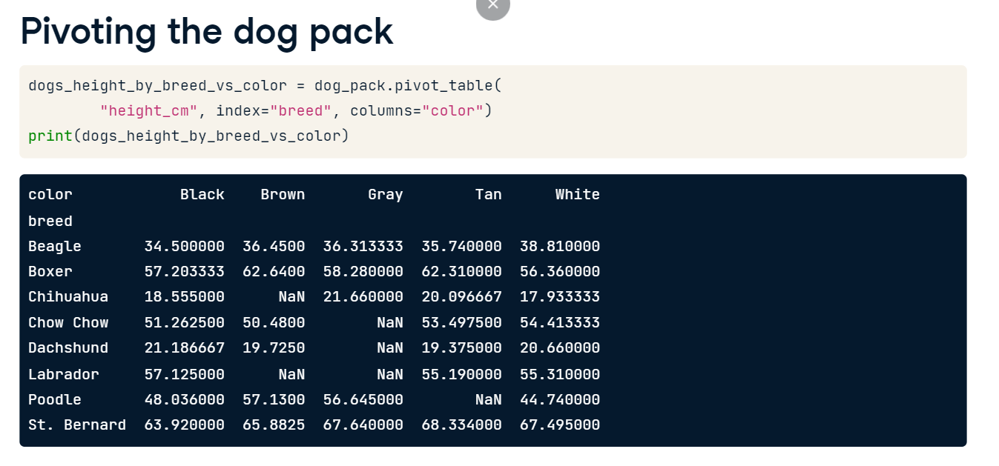 Pivoting the dog pack
dogs_height_by_breed_vs_color = dog_pack.pivot_table(
        "height_cm", index="breed", columns="color")
print(dogs_height_by_breed_vs_color)
color            Black    Brown       Gray        Tan      White
breed
Beagle       34.500000  36.4500  36.313333  35.740000  38.810000
Boxer        57.203333  62.6400  58.280000  62.310000  56.360000
Chihuahua    18.555000      NaN  21.660000  20.096667  17.933333
Chow Chow    51.262500  50.4800        NaN  53.497500  54.413333
Dachshund    21.186667  19.7250        NaN  19.375000  20.660000
Labrador     57.125000      NaN        NaN  55.190000  55.310000
Poodle       48.036000  57.1300  56.645000        NaN  44.740000
St. Bernard  63.920000  65.8825  67.640000  68.334000  67.495000